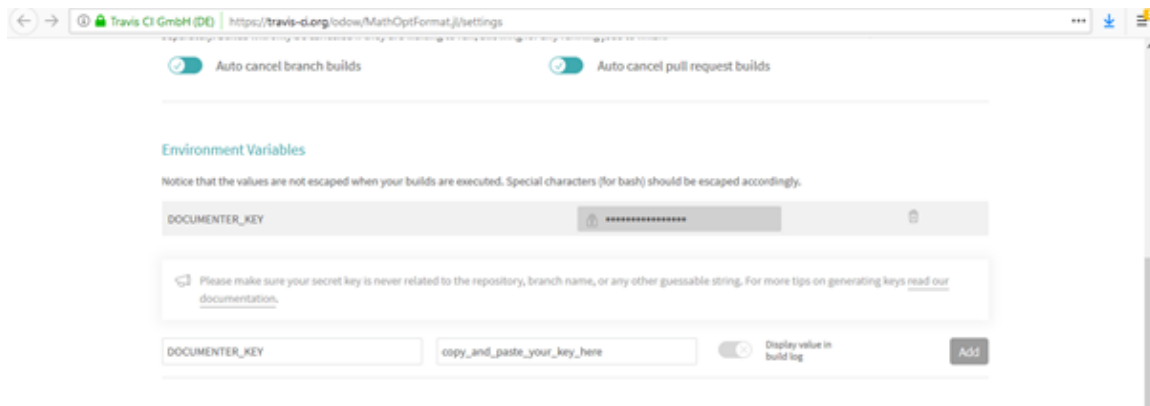 Travis CI GmbH (DE) https://travis-ci.org/odow/MathOptFormat.jl/settings
Auto cancel branch builds Auto cancel pull request builds
Environment Variables
Notice that the values are not escaped when your builds are executed. Special characters (for bash) should be escaped accordingly.
DOCUMENTER_KEY ••••••••••••••••
Please make sure your secret key is never related to the repository, branch name, or any other guessable string. For more tips on generating keys read our
documentation.
DOCUMENTER_KEY copy_and_paste_your_key_here Display value in
build log Add